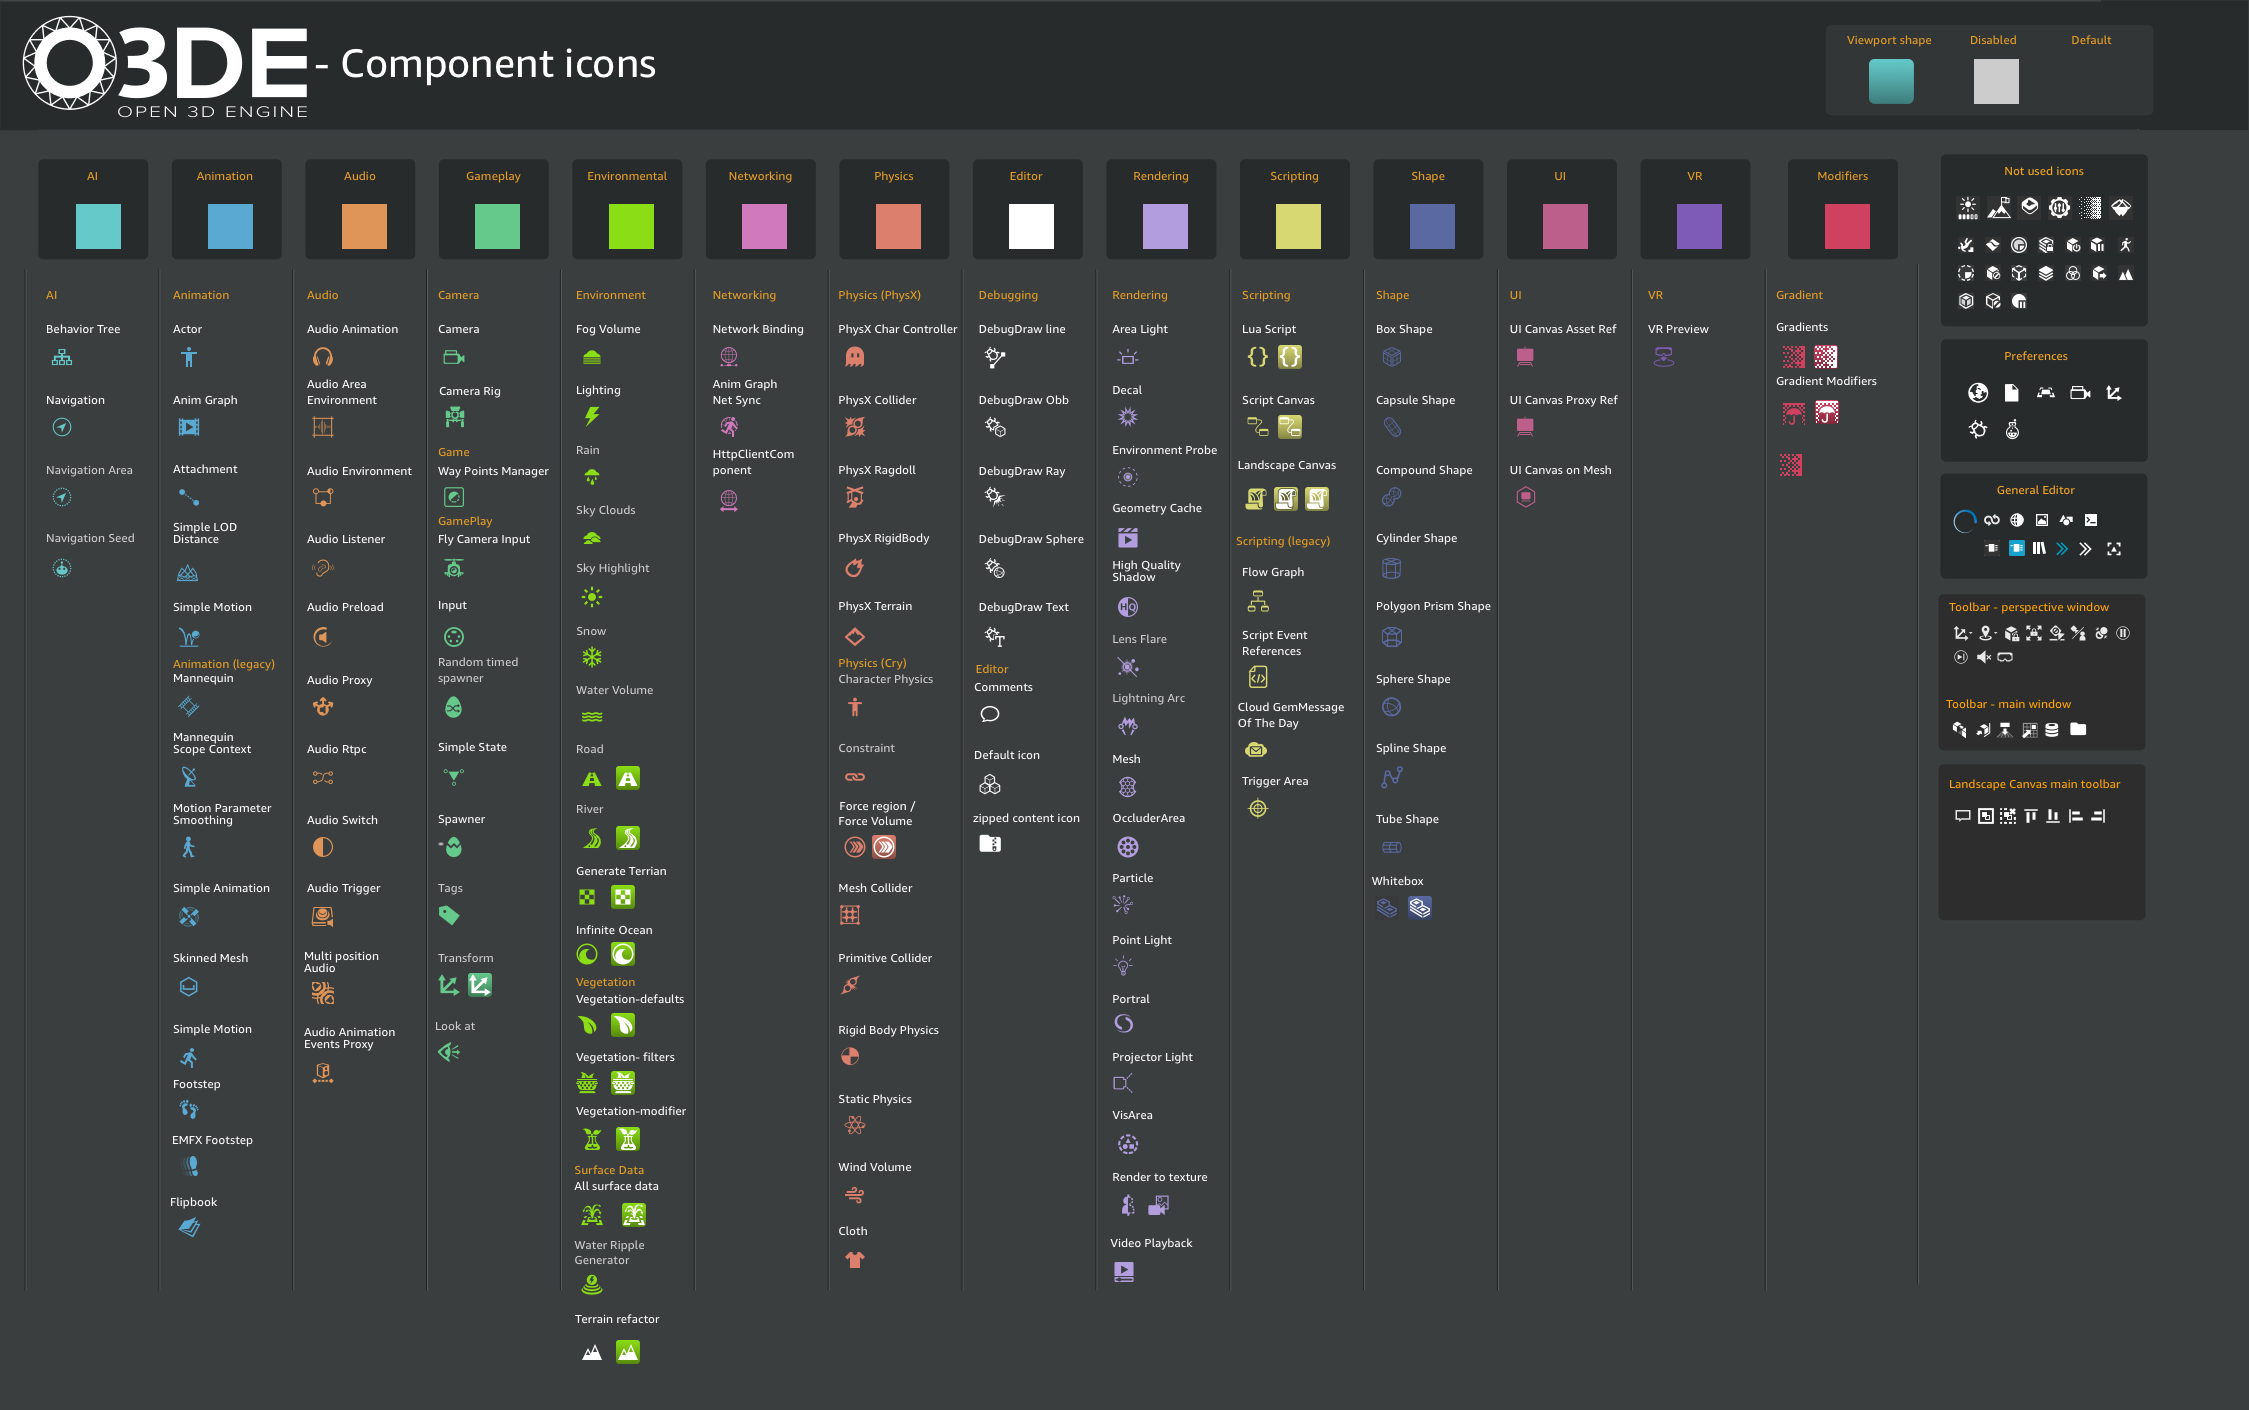 O3DE - Component icons
OPEN 3D ENGINE
Viewport shape
Disabled
Default
AI
Animation
Audio
Gameplay
Environmental
Networking
Physics
Editor
Rendering
Scripting
Shape
UI
VR
Modifiers
AI
Behavior Tree
Navigation
Navigation Area
Navigation Seed
Animation
Actor
Anim Graph
Attachment
Simple LOD
Distance
Simple Motion
Animation (legacy)
Mannequin
Mannequin
Scope Context
Motion Parameter
Smoothing
Simple Animation
Skinned Mesh
Simple Motion
Footstep
EMFX Footstep
Flipbook
Audio
Audio Animation
Audio Area
Environment
Audio Environment
Audio Listener
Audio Preload
Audio Proxy
Audio Rtpc
Audio Switch
Audio Trigger
Multi position
Audio
Audio Animation
Events Proxy
Camera
Camera
Camera Rig
Game
Way Points Manager
GamePlay
Fly Camera Input
Input
Random timed
spawner
Simple State
Spawner
Tags
Transform
Look at
Environment
Fog Volume
Lighting
Rain
Sky Clouds
Sky Highlight
Snow
Water Volume
Road
River
Generate Terrian
Infinite Ocean
Vegetation
Vegetation-defaults
Vegetation- filters
Vegetation-modifier
Surface Data
All surface data
Water Ripple
Generator
Terrain refactor
Networking
Network Binding
Anim Graph
Net Sync
HttpClientCom
ponent
Physics (PhysX)
PhysX Char Controller
PhysX Collider
PhysX Ragdoll
PhysX RigidBody
PhysX Terrain
Physics (Cry)
Character Physics
Constraint
Force region /
Force Volume
Mesh Collider
Primitive Collider
Rigid Body Physics
Static Physics
Wind Volume
Cloth
Debugging
DebugDraw line
DebugDraw Obb
DebugDraw Ray
DebugDraw Sphere
DebugDraw Text
T
Editor
Comments
Default icon
zipped content icon
Rendering
Area Light
Decal
Environment Probe
Geometry Cache
High Quality
Shadow
HQ
Lens Flare
Lightning Arc
Mesh
OccluderArea
Particle
Point Light
Portral
Projector Light
VisArea
Render to texture
Video Playback
Scripting
Lua Script
Script Canvas
Landscape Canvas
Scripting (legacy)
Flow Graph
Script Event
References
Cloud GemMessage
Of The Day
Trigger Area
Shape
Box Shape
Capsule Shape
Compound Shape
Cylinder Shape
Polygon Prism Shape
Sphere Shape
Spline Shape
Tube Shape
Whitebox
UI
UI Canvas Asset Ref
UI Canvas Proxy Ref
UI Canvas on Mesh
VR
VR Preview
Gradient
Gradients
Gradient Modifiers
Not used icons
Preferences
General Editor
Toolbar - perspective window
Toolbar - main window
Landscape Canvas main toolbar